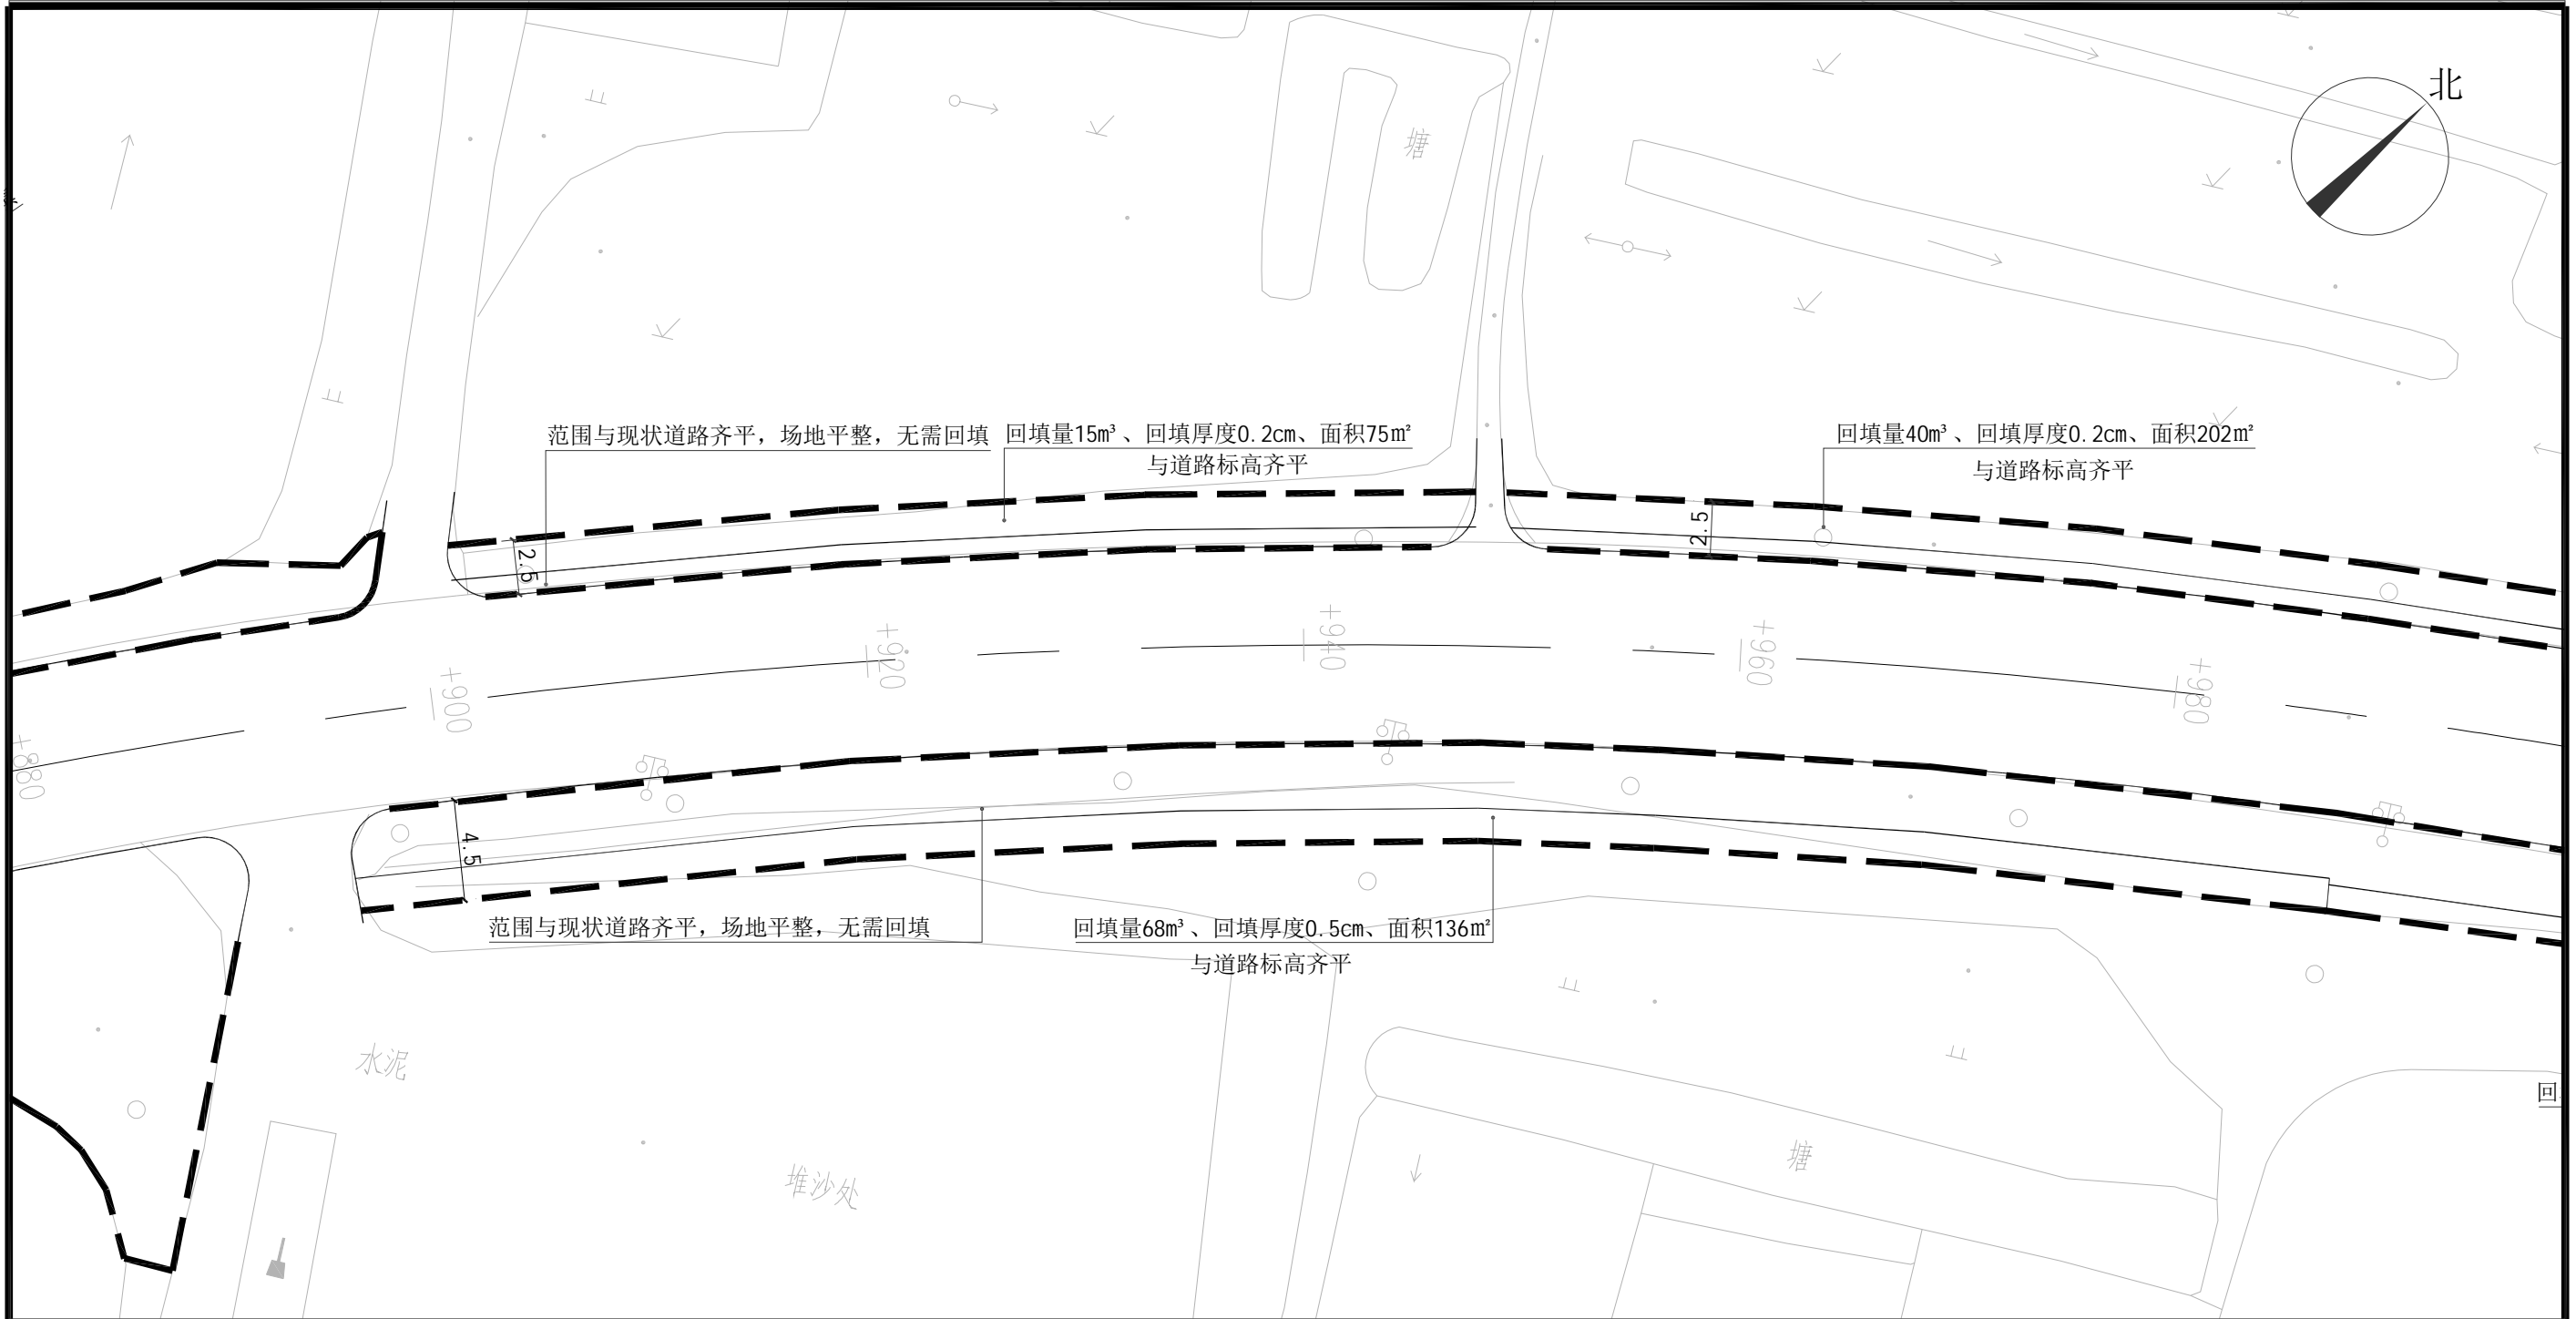 北
塘
范围与现状道路齐平，场地平整，无需回填
回填量15m³、回填厚度0.2cm、面积75㎡
与道路标高齐平
回填量40m³、回填厚度0.2cm、面积202㎡
与道路标高齐平
2.5
2.5
+880
+900
+920
+940
+960
+980
4.5
范围与现状道路齐平，场地平整，无需回填
回填量68m³、回填厚度0.5cm、面积136㎡
与道路标高齐平
水泥
回
塘
堆沙处